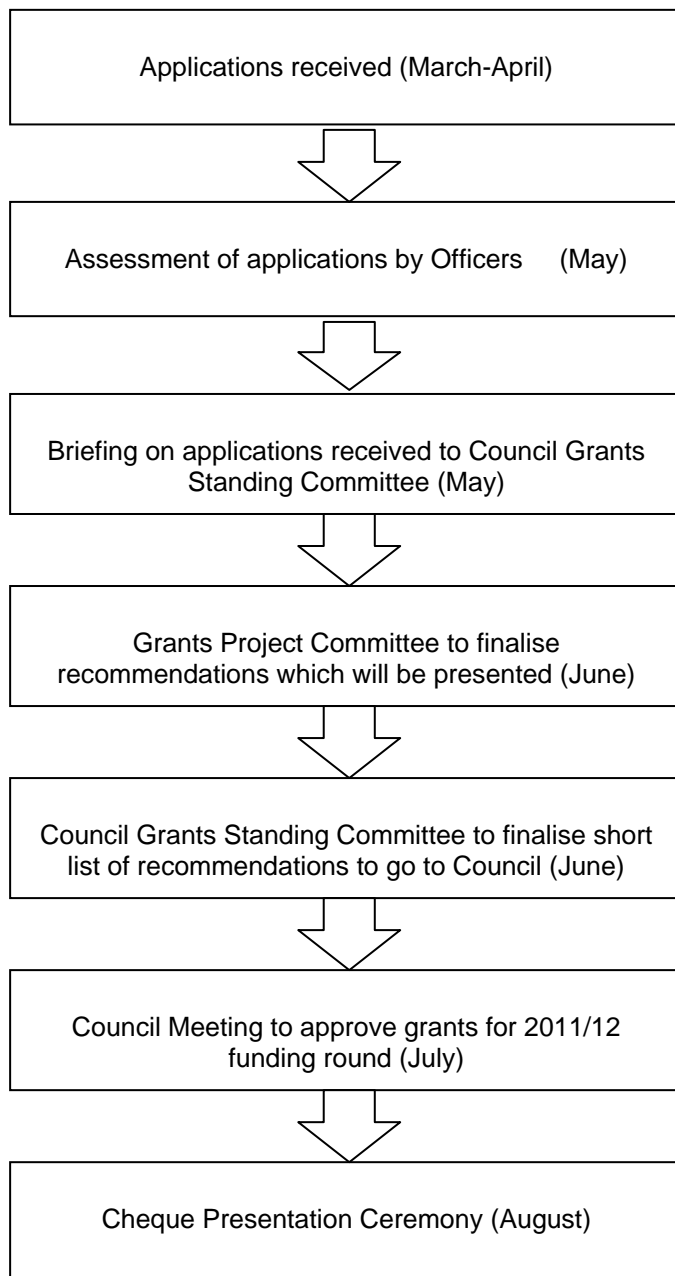 Applications received (March-April)
Assessment of applications by Officers (May)
Briefing on applications received to Council Grants
Standing Committee (May)
Grants Project Committee to finalise
recommendations which will be presented (June)
Council Grants Standing Committee to finalise short
list of recommendations to go to Council (June)
Council Meeting to approve grants for 2011/12
funding round (July)
Cheque Presentation Ceremony (August)